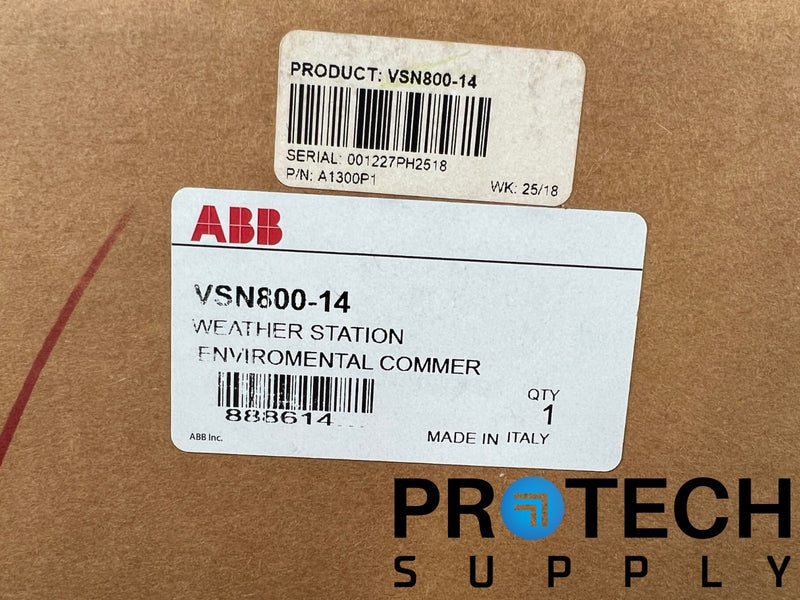 PRODUCT: VSN800-14
SERIAL: 001227PH2518
P/N: A1300P1
WK: 25/18
ABB
VSN800-14
WEATHER STATION
ENVIROMENTAL COMMER
888614
QTY
1
ABB Inc.
MADE IN ITALY
PROTECH
SUPPLY